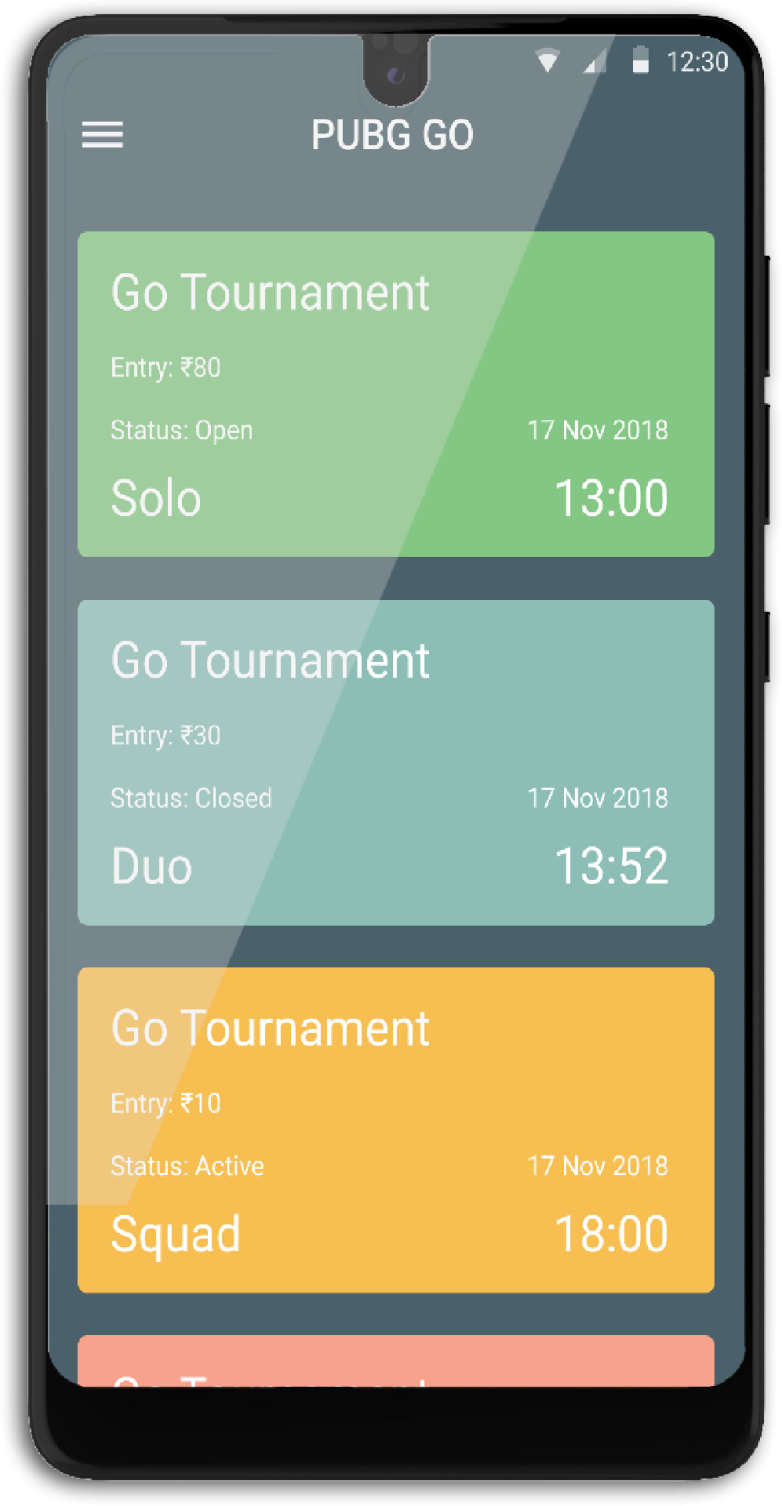 12:30
PUBG GO
Go Tournament
Entry: ₹80
Status: Open 17 Nov 2018
Solo 13:00
Go Tournament
Entry: ₹30
Status: Closed 17 Nov 2018
Duo 13:52
Go Tournament
Entry: ₹10
Status: Active 17 Nov 2018
Squad 18:00
Go Tournament